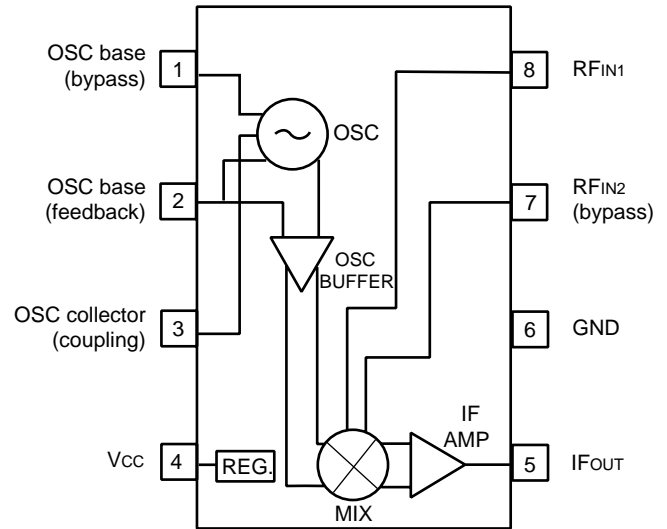 OSC base
(bypass)
1
8
RFIN1
OSC
OSC base
(feedback)
2
7
RFIN2
(bypass)
OSC
BUFFER
OSC collector
(coupling)
3
6
GND
IF
AMP
VCC
4
REG.
5
IFOUT
MIX